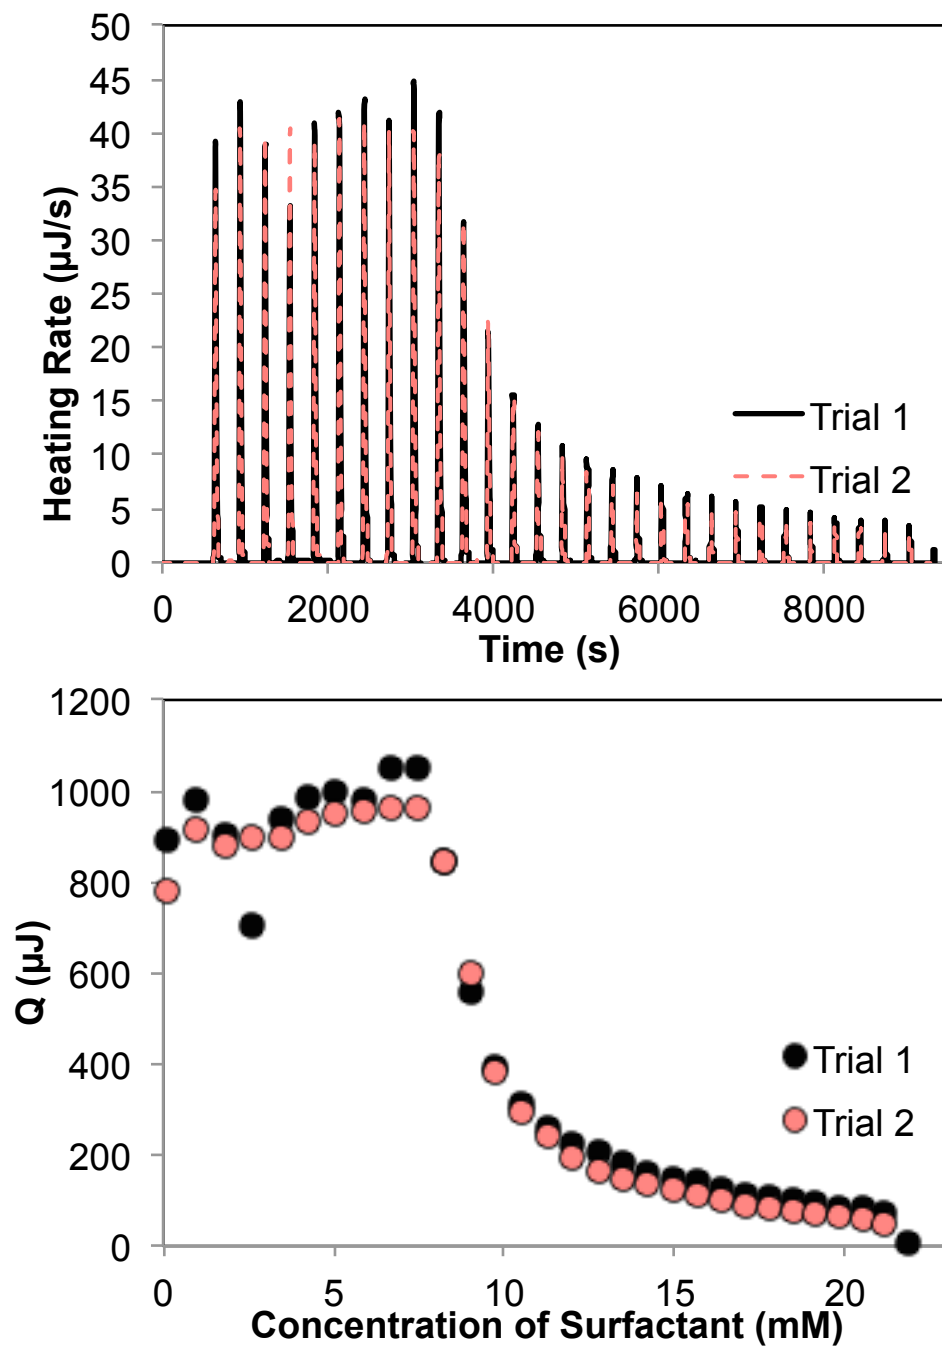 50
45
40
35
30
25
20
15
10
5
0
Heating Rate (µJ/s)
Trial 1
Trial 2
0 2000 4000 6000 8000
Time (s)
1200
1000
800
600
400
200
0
Q (µJ)
Trial 1
Trial 2
0 5 10 15 20
Concentration of Surfactant (mM)